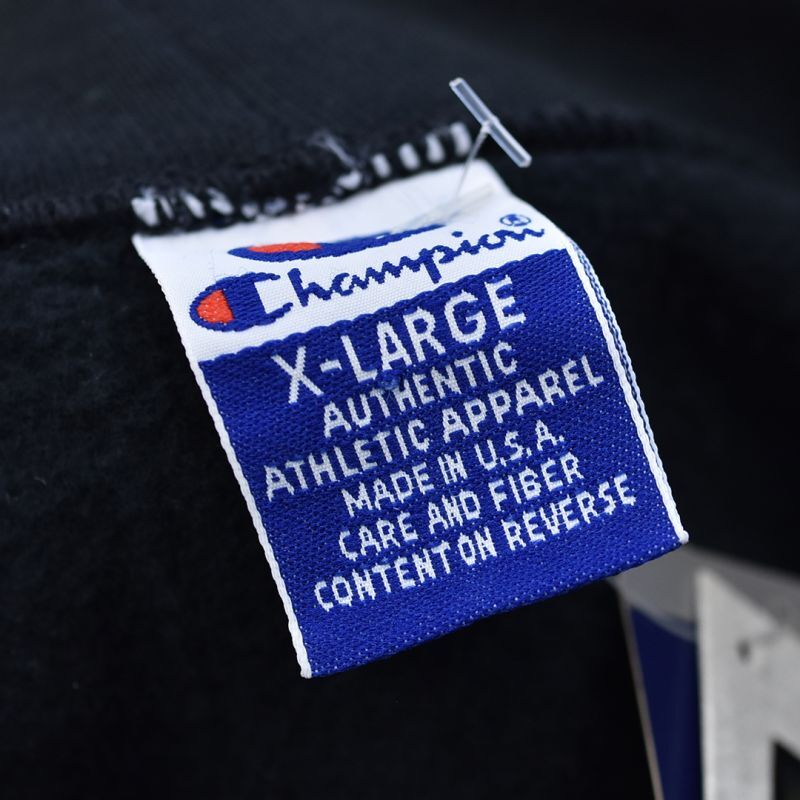 Champion®
X-LARGE
AUTHENTIC
ATHLETIC APPAREL
MADE IN U.S.A.
CARE AND FIBER
CONTENT ON REVERSE